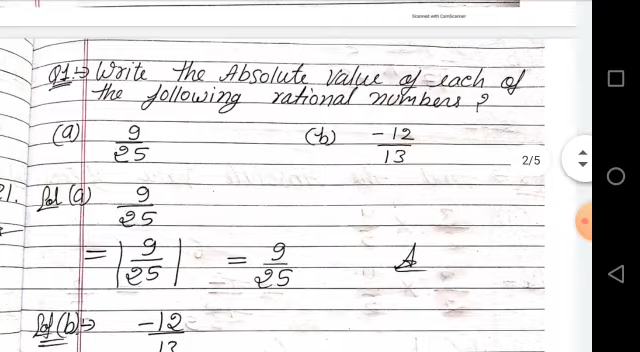 Scanned with CamScanner
Q1:⇒ Write the Absolute value of each of
the following rational numbers ?
(a) 9/25 (b) -12/13
2/5
21. Sol (a) 9/25
= |9/25| = 9/25 A
Sol (b)⇒ -12/13